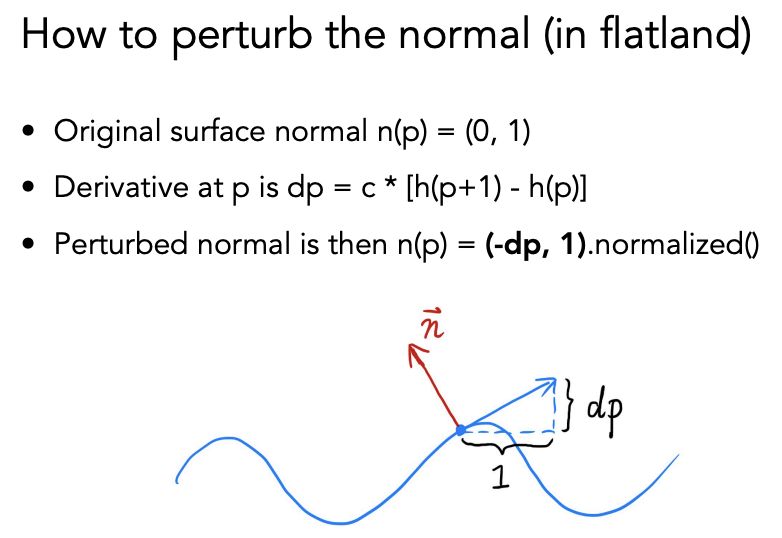 How to perturb the normal (in flatland)
• Original surface normal n(p) = (0, 1)
• Derivative at p is dp = c * [h(p+1) - h(p)]
• Perturbed normal is then n(p) = (-dp, 1).normalized()
n⃗
dp
1